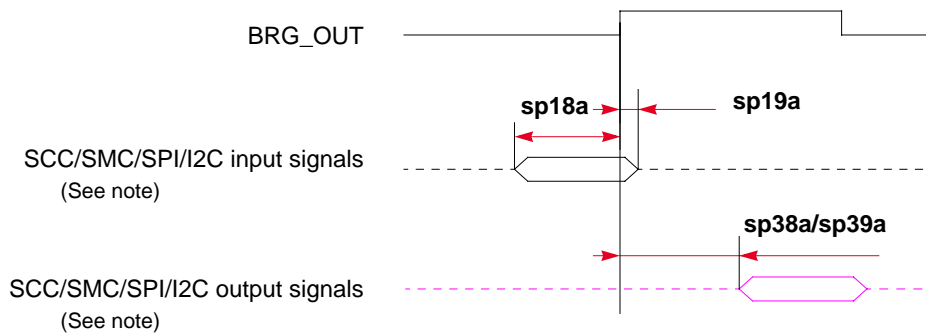 BRG_OUT
sp18a
sp19a
SCC/SMC/SPI/I2C input signals
(See note)
sp38a/sp39a
SCC/SMC/SPI/I2C output signals
(See note)